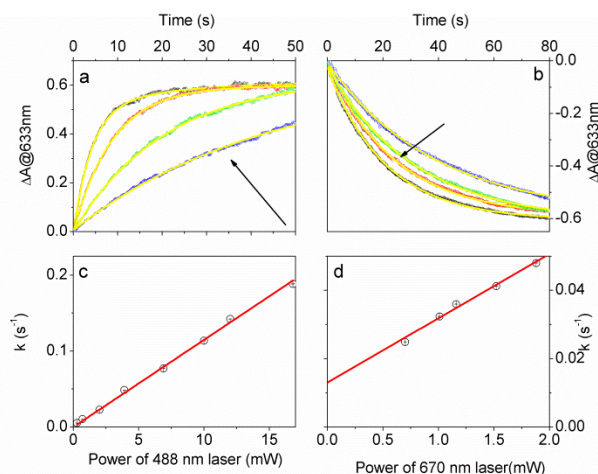 Time (s)
Time (s)
0 10 20 30 40 50
0 20 40 60 80
a
b
0.6
0.4
0.2
0.0
0.0
-0.2
-0.4
-0.6
ΔA@633nm
ΔA@633nm
c
d
0.2
0.1
0.0
0.04
0.02
0.00
k (s⁻¹)
k (s⁻¹)
0 5 10 15
0.0 0.5 1.0 1.5 2.0
Power of 488 nm laser (mW)
Power of 670 nm laser(mW)